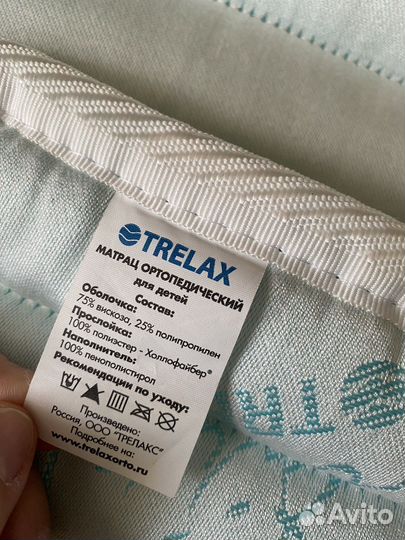 TRELAX
МАТРАЦ ОРТОПЕДИЧЕСКИЙ
для детей
Состав:
Оболочка:
75% вискоза, 25% полипропилен
Прослойка:
100% полиэстер - Холлофайбер®
Наполнитель:
100% пенополистирол
Рекомендации по уходу:
Произведено:
Россия, ООО "ТРЕЛАКС"
Подробнее на:
www.trelaxorto.ru
Avito